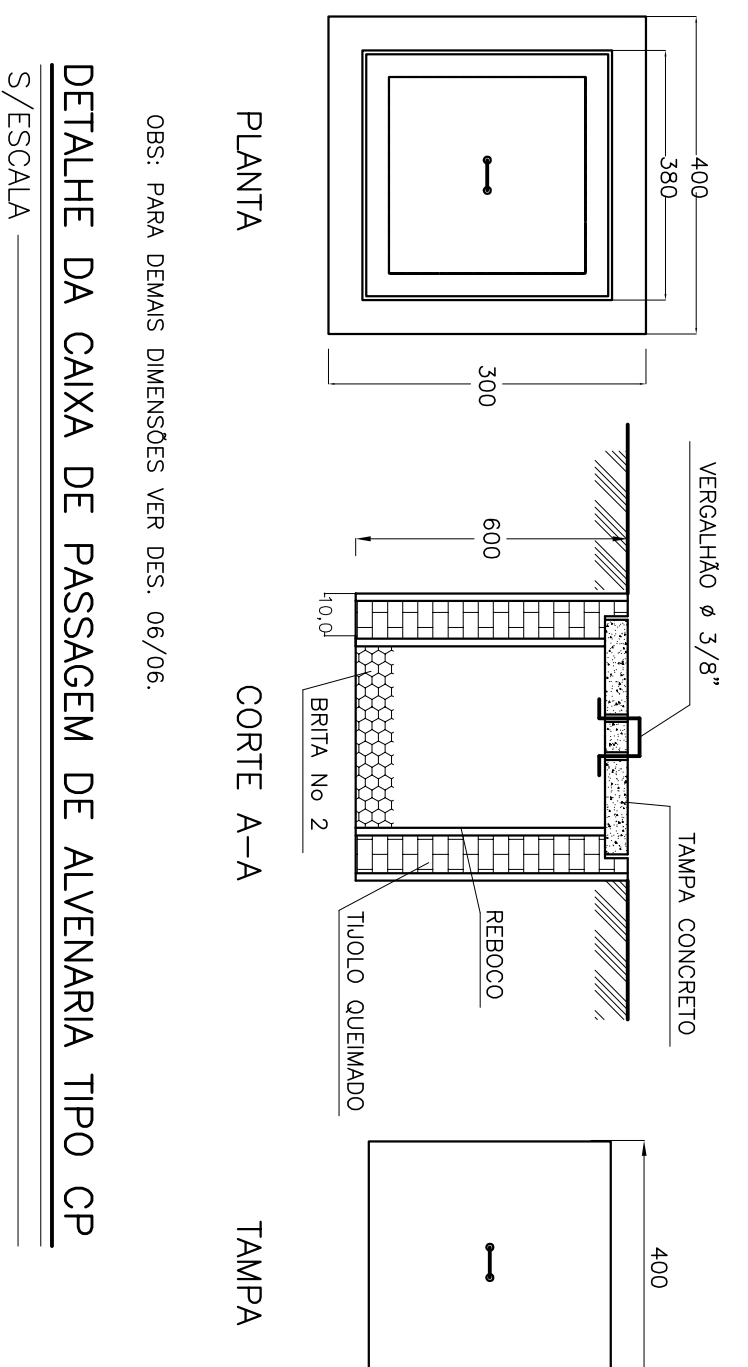 400
380
300
PLANTA
VERGALHÃO ø 3/8"
TAMPA CONCRETO
600
10,0
BRITA No 2
REBOCO
TIJOLO QUEIMADO
CORTE A-A
400
TAMPA
OBS: PARA DEMAIS DIMENSÕES VER DES. 06/06.
DETALHE DA CAIXA DE PASSAGEM DE ALVENARIA TIPO CP
S/ESCALA